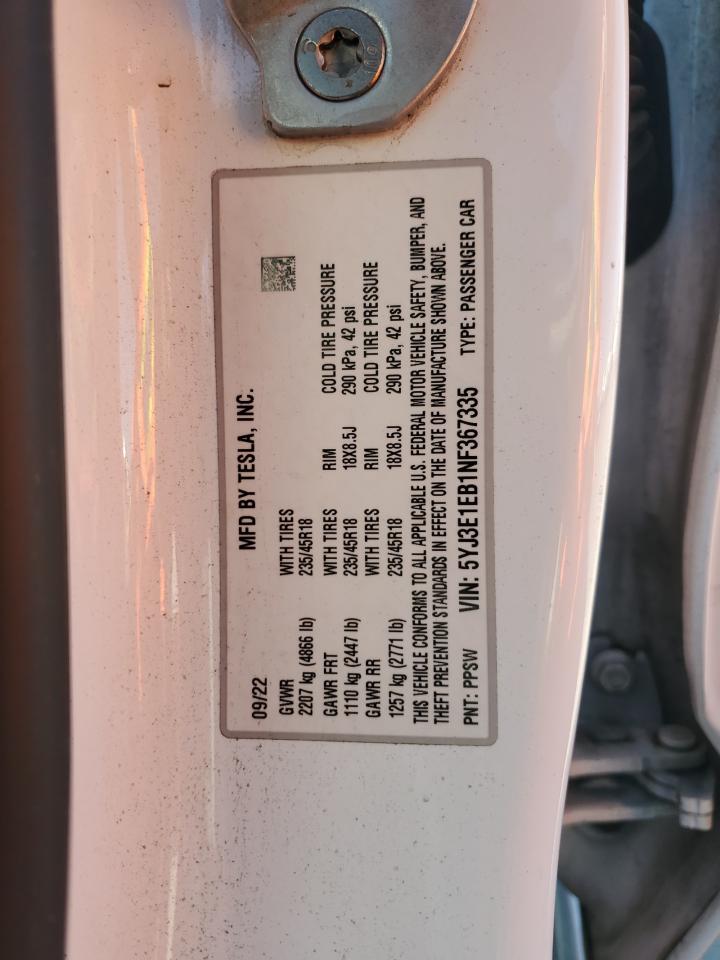 MFD BY TESLA, INC.
09/22
GVWR WITH TIRES
2207 kg (4866 lb) 235/45R18
GAWR FRT WITH TIRES RIM COLD TIRE PRESSURE
1110 kg (2447 lb) 235/45R18 18X8.5J 290 kPa, 42 psi
GAWR RR WITH TIRES RIM COLD TIRE PRESSURE
1257 kg (2771 lb) 235/45R18 18X8.5J 290 kPa, 42 psi
THIS VEHICLE CONFORMS TO ALL APPLICABLE U.S. FEDERAL MOTOR VEHICLE SAFETY, BUMPER, AND
THEFT PREVENTION STANDARDS IN EFFECT ON THE DATE OF MANUFACTURE SHOWN ABOVE.
PNT: PPSW VIN: 5YJ3E1EB1NF367335 TYPE: PASSENGER CAR